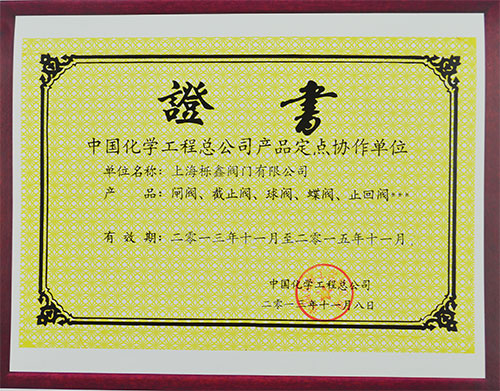 證書
中国化学工程总公司产品定点协作单位
单位名称：上海栎鑫阀门有限公司
产品：闸阀、截止阀、球阀、蝶阀、止回阀***
有效期：二零一三年十一月至二零一五年十一月.
中国化学工程总公司
二零一三年十一月八日